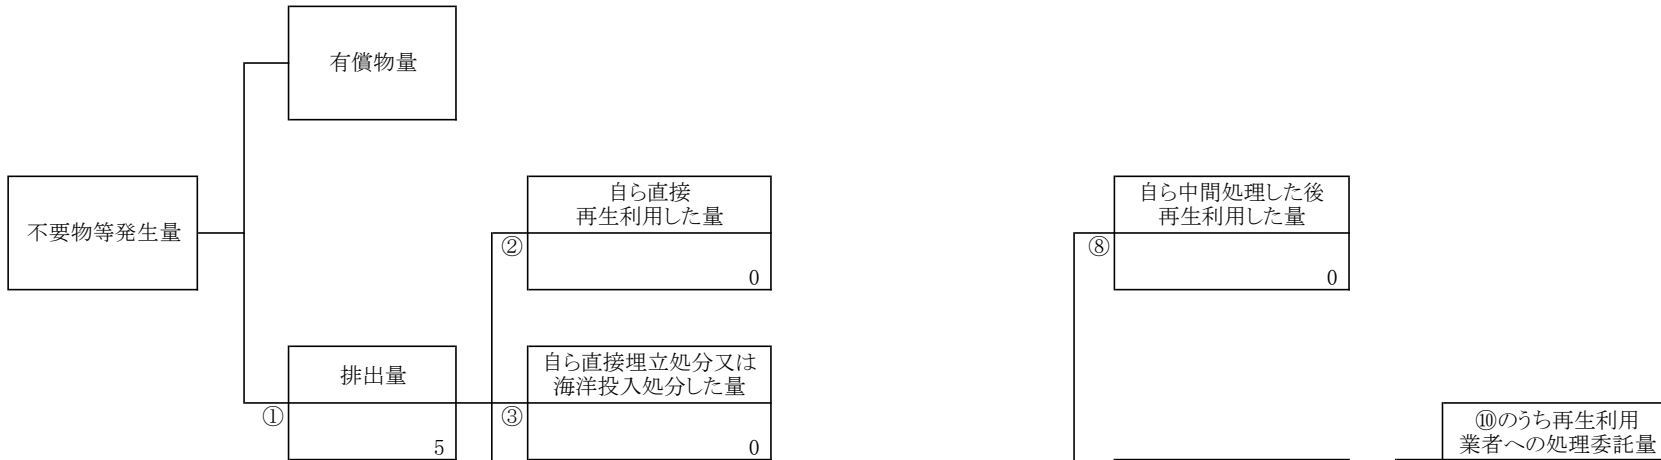 有償物量
不要物等発生量
自ら直接
再生利用した量
②
0
自ら中間処理した後
再生利用した量
⑧
0
排出量
①
5
自ら直接埋立処分又は
海洋投入処分した量
③
0
⑩のうち再生利用
業者への処理委託量